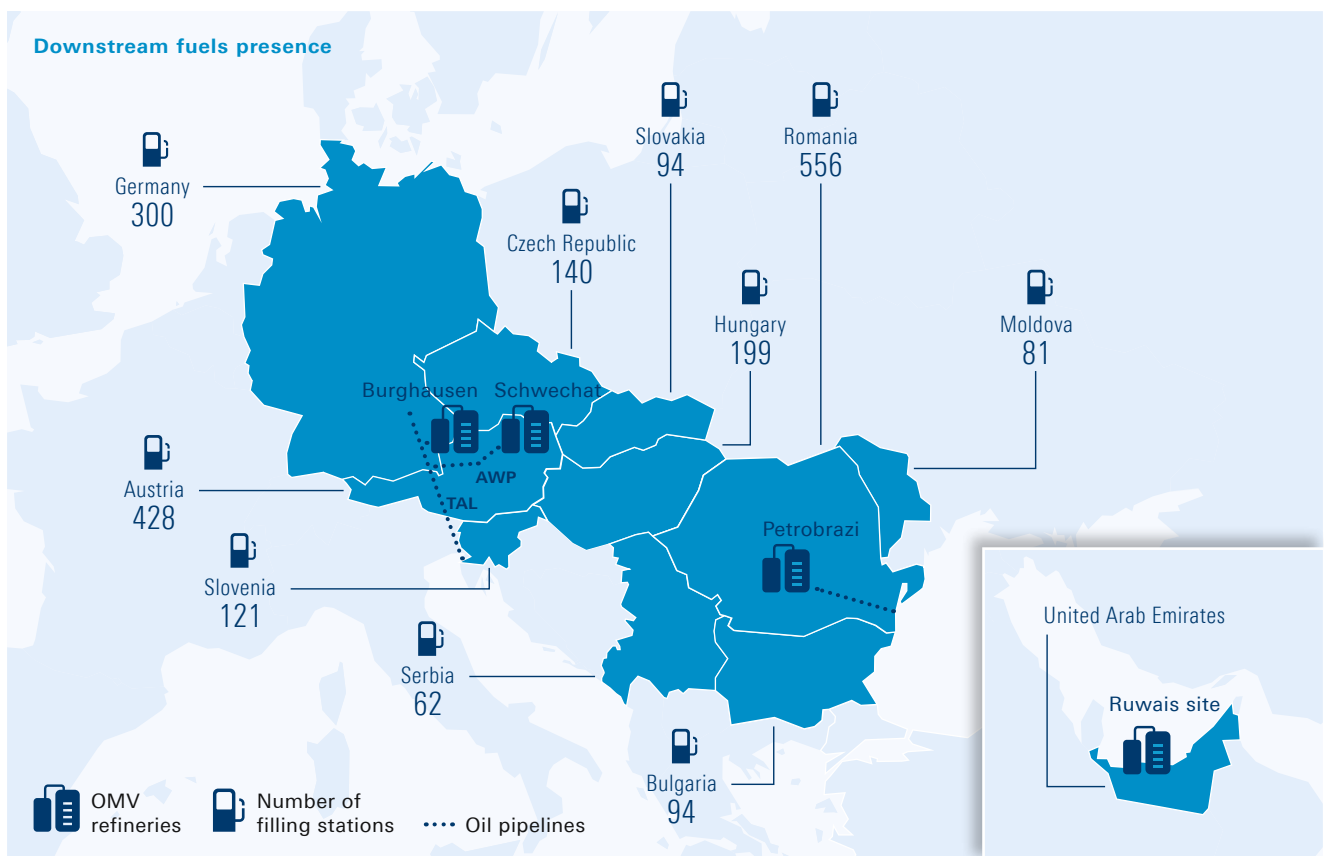 Downstream fuels presence
Slovakia
94
Romania
556
Germany
300
Czech Republic
140
Hungary
199
Moldova
81
Burghausen
Schwechat
Austria
428
AWP
TAL
Petrobrazi
Slovenia
121
United Arab Emirates
Serbia
62
Ruwais site
Bulgaria
94
OMV
refineries
Number of
filling stations
Oil pipelines